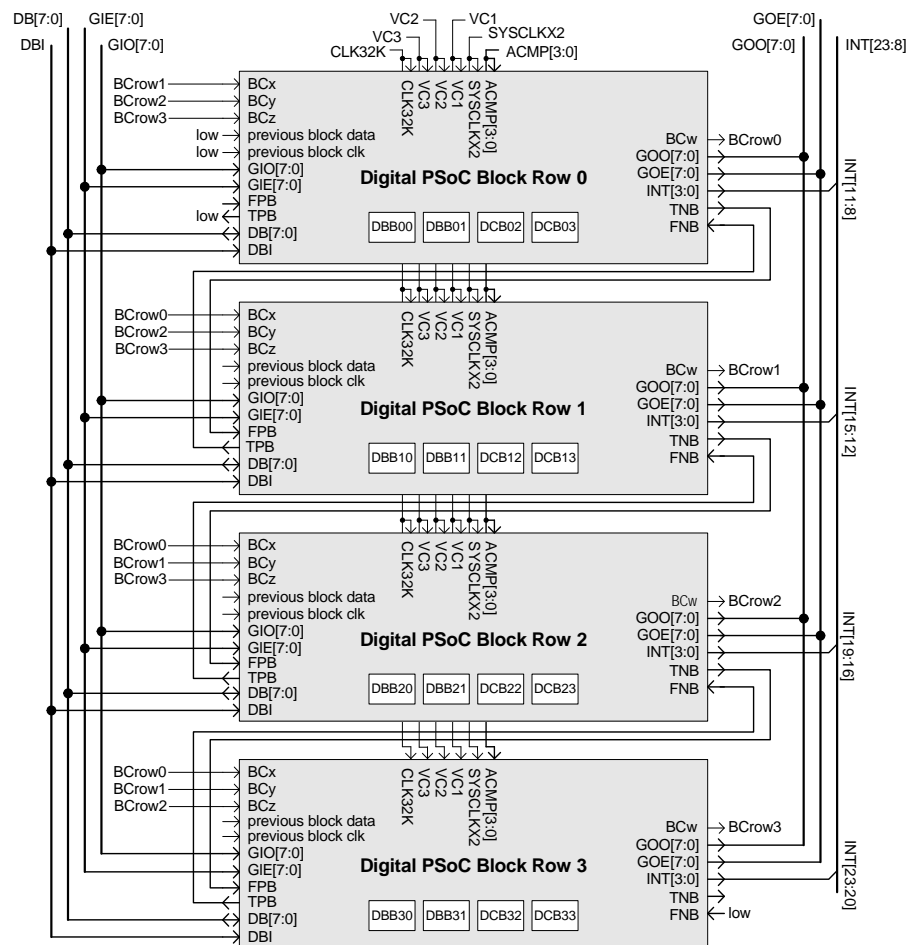 DB[7:0] GIE[7:0] VC2 VC1 GOE[7:0]
DBI GIO[7:0] VC3 SYSCLKX2 GOO[7:0] INT[23:8]
CLK32K ACMP[3:0]
BCrow1 BCx
BCrow2 BCy
BCrow3 BCz
low previous block data
low previous block clk
GIO[7:0]
GIE[7:0]
FPB
low TPB
DB[7:0]
DBI
CLK32K
VC3
VC2
VC1
SYSCLKX2
ACMP[3:0]
Digital PSoC Block Row 0
DBB00 DBB01 DCB02 DCB03
BCw BCrow0
GOO[7:0]
GOE[7:0]
INT[3:0]
TNB
FNB
INT[11:8]
BCrow0 BCx
BCrow2 BCy
BCrow3 BCz
previous block data
previous block clk
GIO[7:0]
GIE[7:0]
FPB
TPB
DB[7:0]
DBI
CLK32K
VC3
VC2
VC1
SYSCLKX2
ACMP[3:0]
Digital PSoC Block Row 1
DBB10 DBB11 DCB12 DCB13
BCw BCrow1
GOO[7:0]
GOE[7:0]
INT[3:0]
TNB
FNB
INT[15:12]
BCrow0 BCx
BCrow1 BCy
BCrow3 BCz
previous block data
previous block clk
GIO[7:0]
GIE[7:0]
FPB
TPB
DB[7:0]
DBI
CLK32K
VC3
VC2
VC1
SYSCLKX2
ACMP[3:0]
Digital PSoC Block Row 2
DBB20 DBB21 DCB22 DCB23
BCw BCrow2
GOO[7:0]
GOE[7:0]
INT[3:0]
TNB
FNB
INT[19:16]
BCrow0 BCx
BCrow1 BCy
BCrow2 BCz
previous block data
previous block clk
GIO[7:0]
GIE[7:0]
FPB
TPB
DB[7:0]
DBI
CLK32K
VC3
VC2
VC1
SYSCLKX2
ACMP[3:0]
Digital PSoC Block Row 3
DBB30 DBB31 DCB32 DCB33
BCw BCrow3
GOO[7:0]
GOE[7:0]
INT[3:0]
TNB
FNB low
INT[23:20]